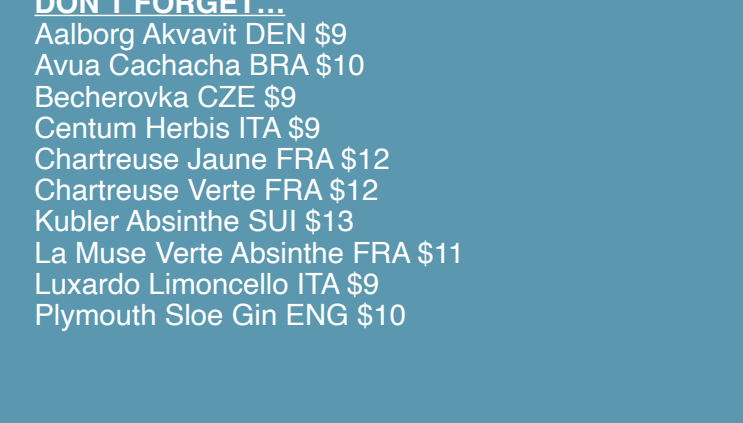 DON'T FORGET...
Aalborg Akvavit DEN $9
Avua Cachacha BRA $10
Becherovka CZE $9
Centum Herbis ITA $9
Chartreuse Jaune FRA $12
Chartreuse Verte FRA $12
Kubler Absinthe SUI $13
La Muse Verte Absinthe FRA $11
Luxardo Limoncello ITA $9
Plymouth Sloe Gin ENG $10